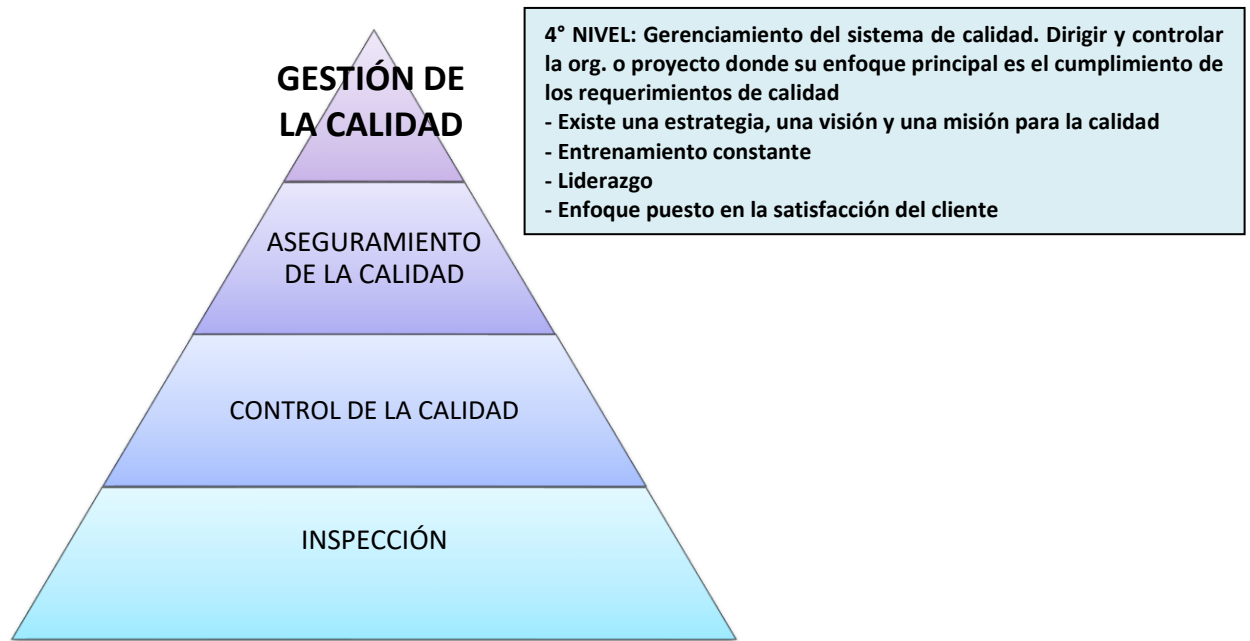 GESTIÓN DE
LA CALIDAD
ASEGURAMIENTO
DE LA CALIDAD
CONTROL DE LA CALIDAD
INSPECCIÓN
4° NIVEL: Gerenciamiento del sistema de calidad. Dirigir y controlar
la org. o proyecto donde su enfoque principal es el cumplimiento de
los requerimientos de calidad
- Existe una estrategia, una visión y una misión para la calidad
- Entrenamiento constante
- Liderazgo
- Enfoque puesto en la satisfacción del cliente